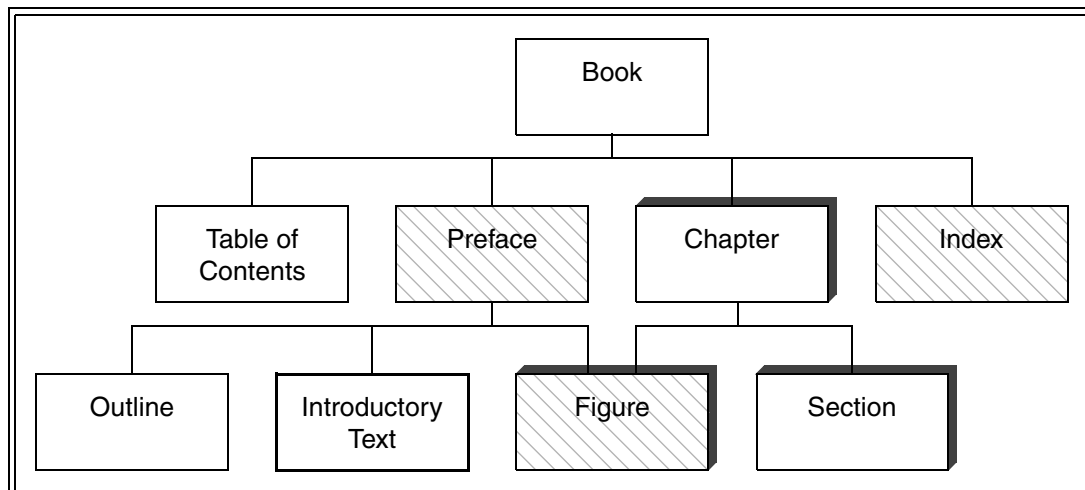 Book
Table of
Contents
Preface
Chapter
Index
Outline
Introductory
Text
Figure
Section